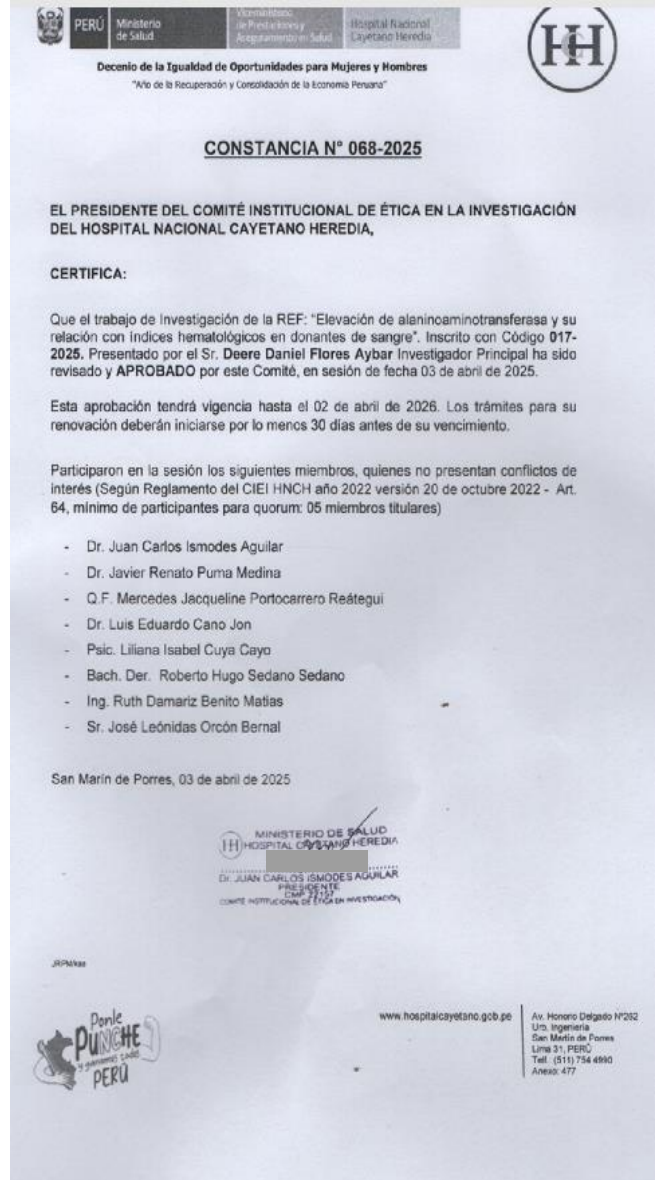 PERÚ
Ministerio
de Salud
Viceministerio
de Prestaciones y
Aseguramiento en Salud
Hospital Nacional
Cayetano Heredia
HCH
Decenio de la Igualdad de Oportunidades para Mujeres y Hombres
"Año de la Recuperación y Consolidación de la Economía Peruana"
CONSTANCIA N° 068-2025
EL PRESIDENTE DEL COMITÉ INSTITUCIONAL DE ÉTICA EN LA INVESTIGACIÓN
DEL HOSPITAL NACIONAL CAYETANO HEREDIA,
CERTIFICA:
Que el trabajo de Investigación de la REF: "Elevación de alaninoaminotransferasa y su
relación con índices hematológicos en donantes de sangre". Inscrito con Código 017-
2025. Presentado por el Sr. Deere Daniel Flores Aybar Investigador Principal ha sido
revisado y APROBADO por este Comité, en sesión de fecha 03 de abril de 2025.
Esta aprobación tendrá vigencia hasta el 02 de abril de 2026. Los trámites para su
renovación deberán iniciarse por lo menos 30 días antes de su vencimiento.
Participaron en la sesión los siguientes miembros, quienes no presentan conflictos de
interés (Según Reglamento del CIEI HNCH año 2022 versión 20 de octubre 2022 - Art.
64, mínimo de participantes para quorum: 05 miembros titulares)
- Dr. Juan Carlos Ismodes Aguilar
- Dr. Javier Renato Puma Medina
- Q.F. Mercedes Jacqueline Portocarrero Reátegui
- Dr. Luis Eduardo Cano Jon
- Psic. Liliana Isabel Cuya Cayo
- Bach. Der. Roberto Hugo Sedano Sedano
- Ing. Ruth Damariz Benito Matias
- Sr. José Leónidas Orcón Bernal
San Marín de Porres, 03 de abril de 2025
MINISTERIO DE SALUD
HOSPITAL CAYETANO HEREDIA
Dr. JUAN CARLOS ISMODES AGUILAR
PRESIDENTE
CMP 22157
COMITÉ INSTITUCIONAL DE ÉTICA EN INVESTIGACIÓN
Ponle
PUNCHE
y ganamos todos
PERÚ
www.hospitalcayetano.gob.pe
Av. Honorio Delgado N°262
Urb. Ingeniería
San Martín de Porres
Lima 31, PERÚ
Telf.: (511) 754 4990
Anexo: 477